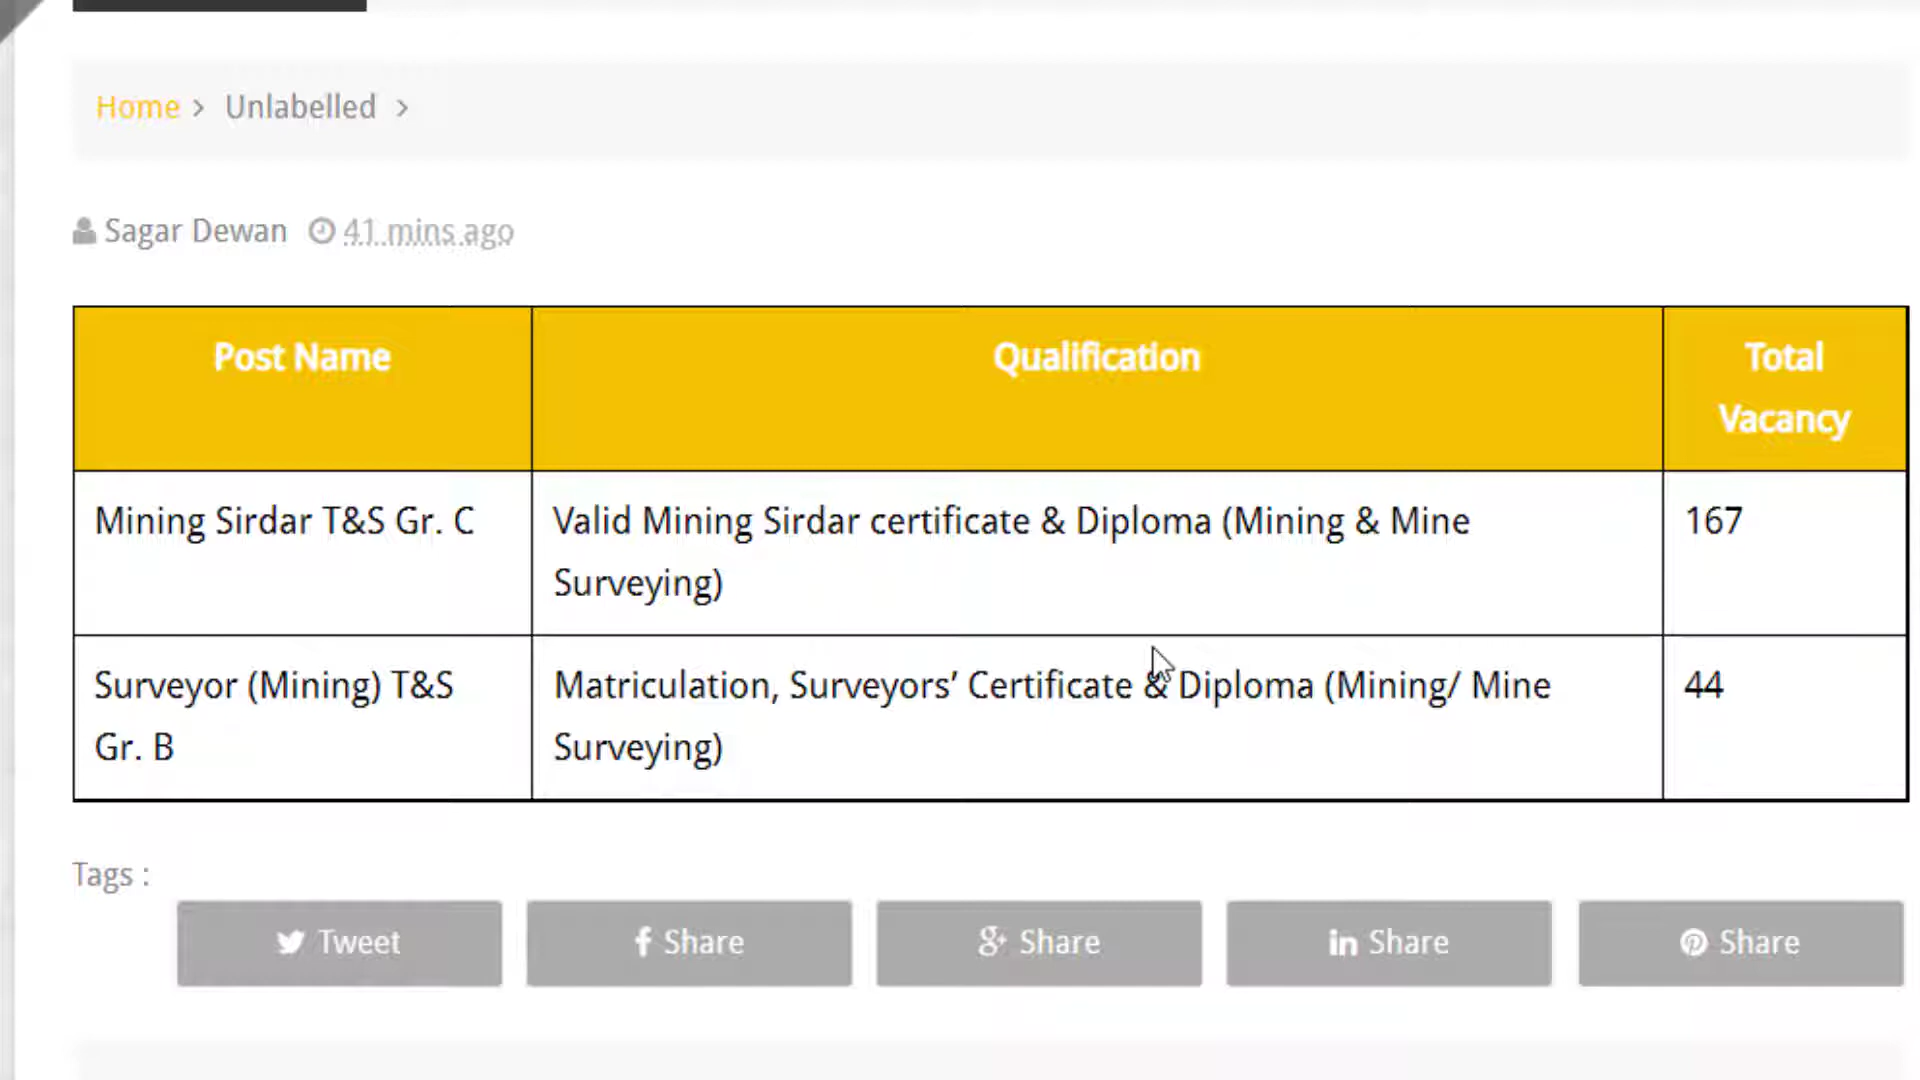 Home > Unlabelled >
Sagar Dewan 41 mins ago
Post Name Qualification Total
Vacancy
Mining Sirdar T&S Gr. C Valid Mining Sirdar certificate & Diploma (Mining & Mine 167
Surveying)
Surveyor (Mining) T&S Matriculation, Surveyors’ Certificate & Diploma (Mining/ Mine 44
Gr. B Surveying)
Tags :
Tweet Share Share Share Share